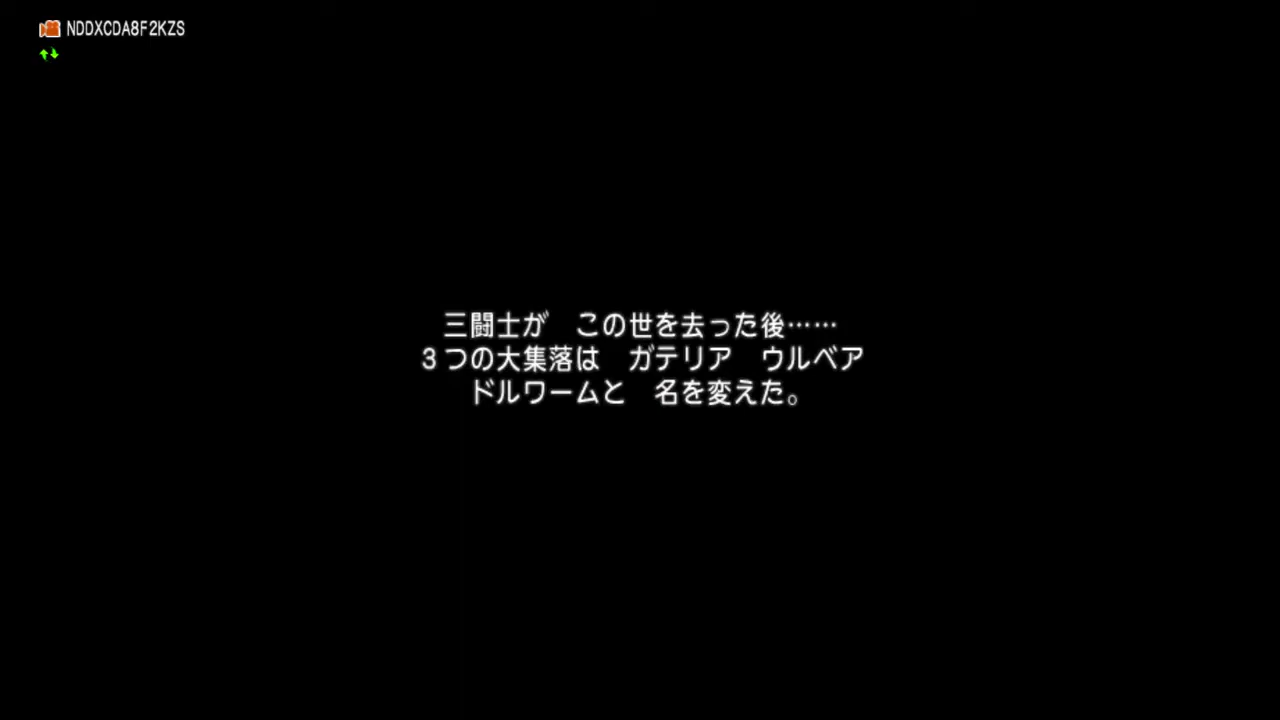 NDDXCDA8F2KZS
三闘士が　この世を去った後……
３つの大集落は　ガテリア　ウルベア
ドルワームと　名を変えた。